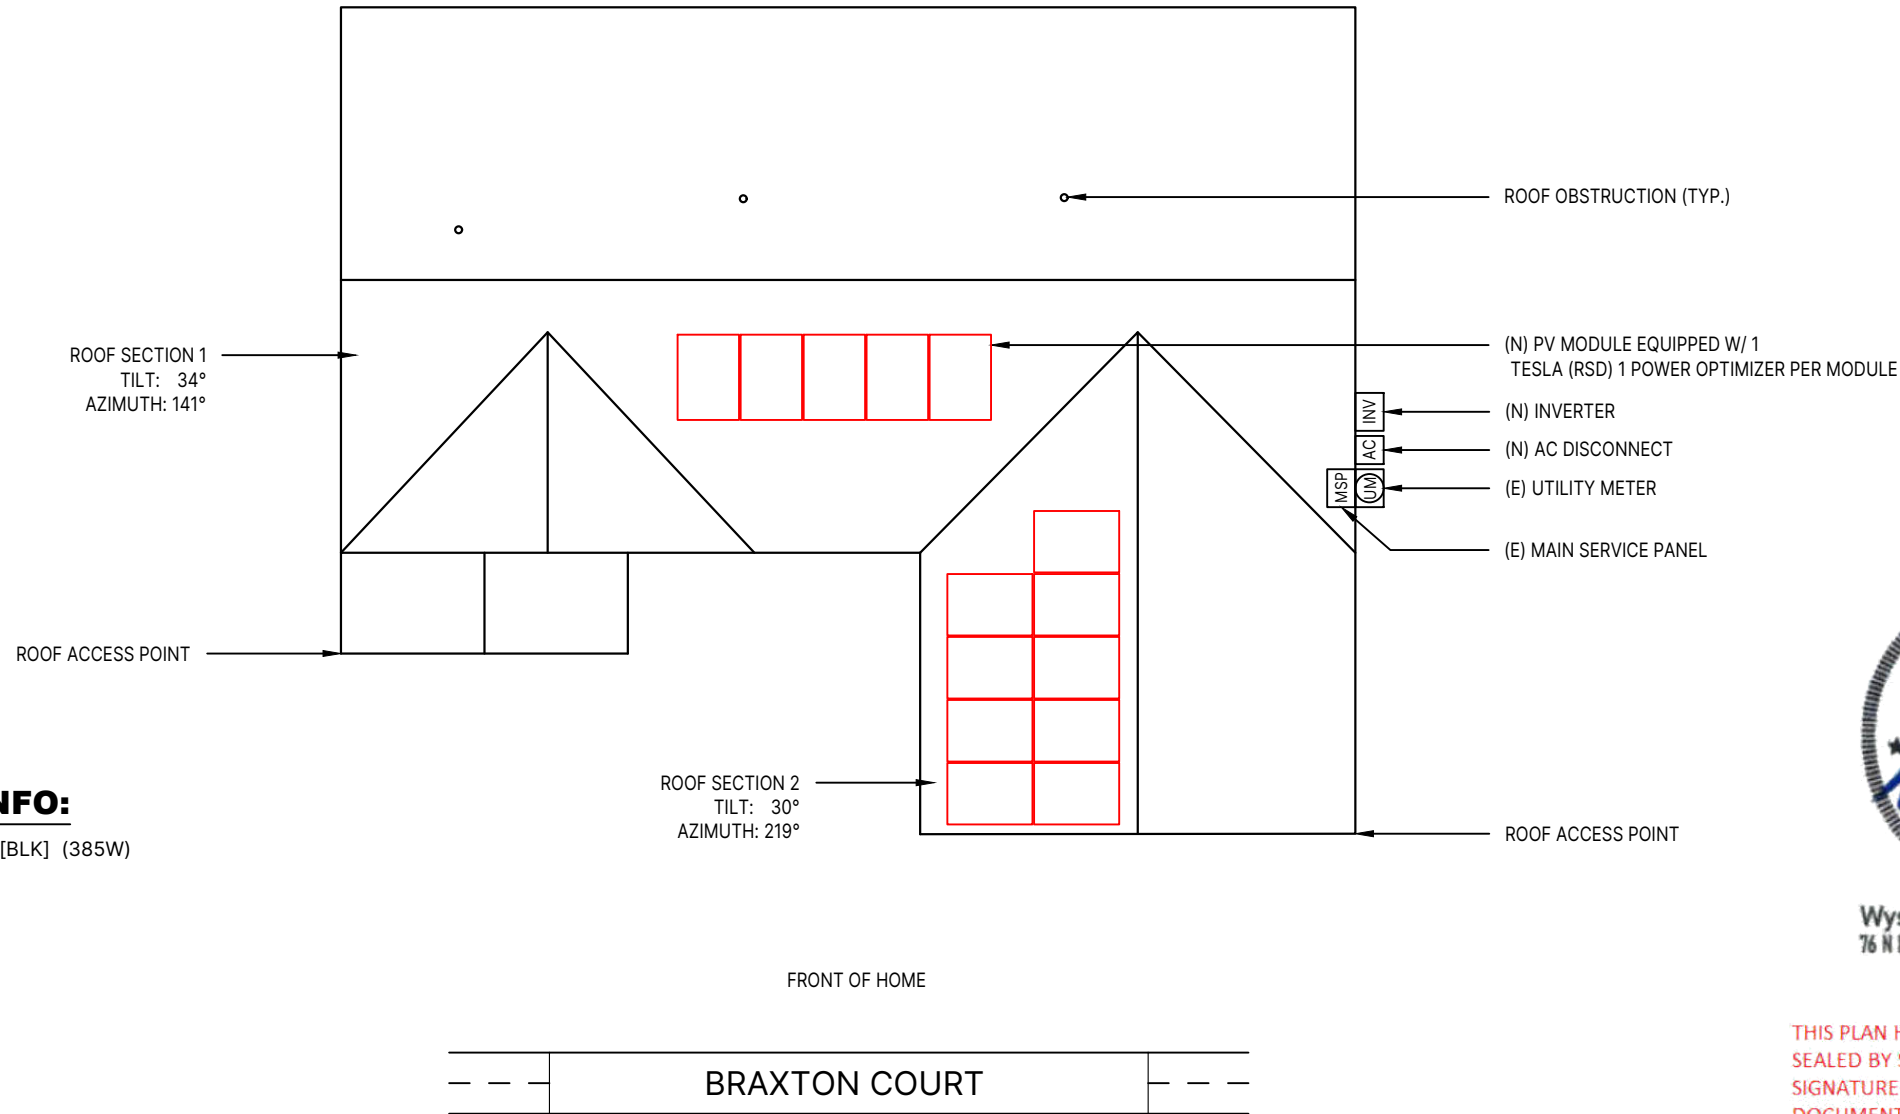 ROOF OBSTRUCTION (TYP.)
ROOF SECTION 1
TILT: 34°
AZIMUTH: 141°
(N) PV MODULE EQUIPPED W/ 1
TESLA (RSD) 1 POWER OPTIMIZER PER MODULE
INV
(N) INVERTER
AC
(N) AC DISCONNECT
MSP
UM
(E) UTILITY METER
(E) MAIN SERVICE PANEL
ROOF ACCESS POINT
ROOF SECTION 2
TILT: 30°
AZIMUTH: 219°
NFO:
[BLK] (385W)
ROOF ACCESS POINT
Wys
76 N
FRONT OF HOME
BRAXTON COURT
THIS PLAN H
SEALED BY
SIGNATURE
DOCUMENT